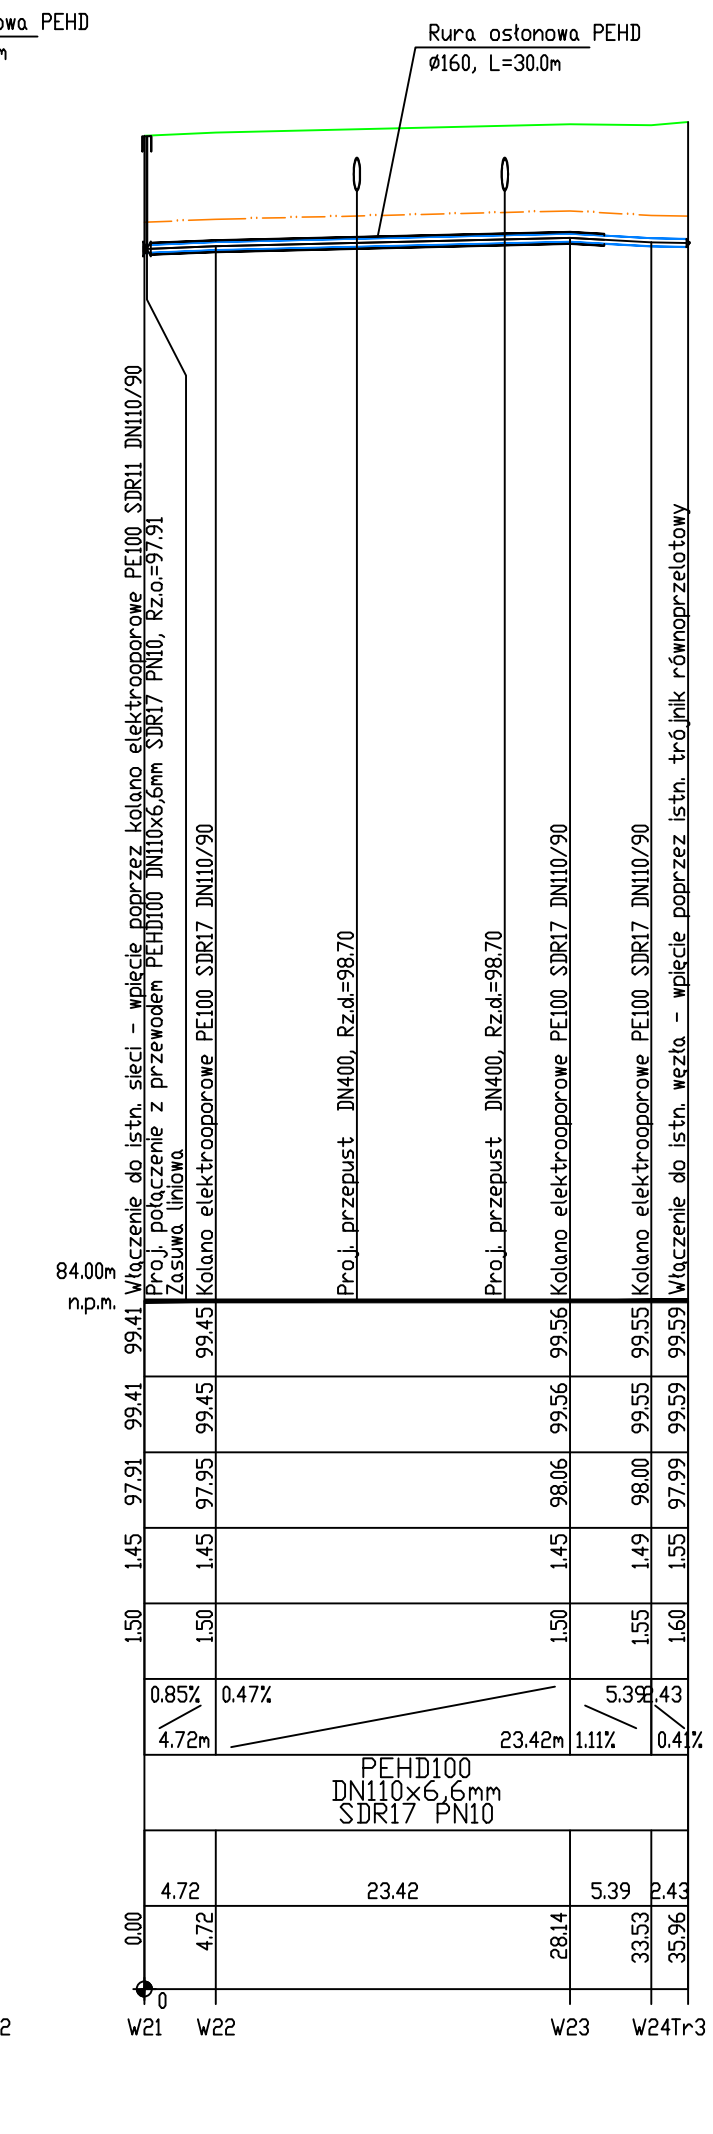 owa PEHD
m
Rura osłonowa PEHD
Ø160, L=30.0m
Włączenie do istn. sieci - wpięcie poprzez kolano elektrooporowe PE100 SDR11 DN110/90
Proj. połączenie z przewodem PEHD100 DN110x6,6mm SDR17 PN10, Rz.o.=97.91
Zasuwa liniowa
Kolano elektrooporowe PE100 SDR17 DN110/90
Proj. przepust DN400, Rz.d.=98.70
Proj. przepust DN400, Rz.d.=98.70
Kolano elektrooporowe PE100 SDR17 DN110/90
Kolano elektrooporowe PE100 SDR17 DN110/90
Włączenie do istn. węzła - wpięcie poprzez istn. trójnik równoprzelotowy
84.00m
n.p.m.
99.41 99.45 99.56 99.55 99.59
99.41 99.45 99.56 99.55 99.59
97.91 97.95 98.06 98.00 97.99
1.45 1.45 1.45 1.49 1.55
1.50 1.50 1.50 1.55 1.60
0.85% 0.47% 5.39 2.43
4.72m 23.42m 1.11% 0.41%
PEHD100
DN110x6,6mm
SDR17 PN10
4.72 23.42 5.39 2.43
0.00 4.72 28.14 33.53 35.96
0
2 W21 W22 W23 W24 Tr3